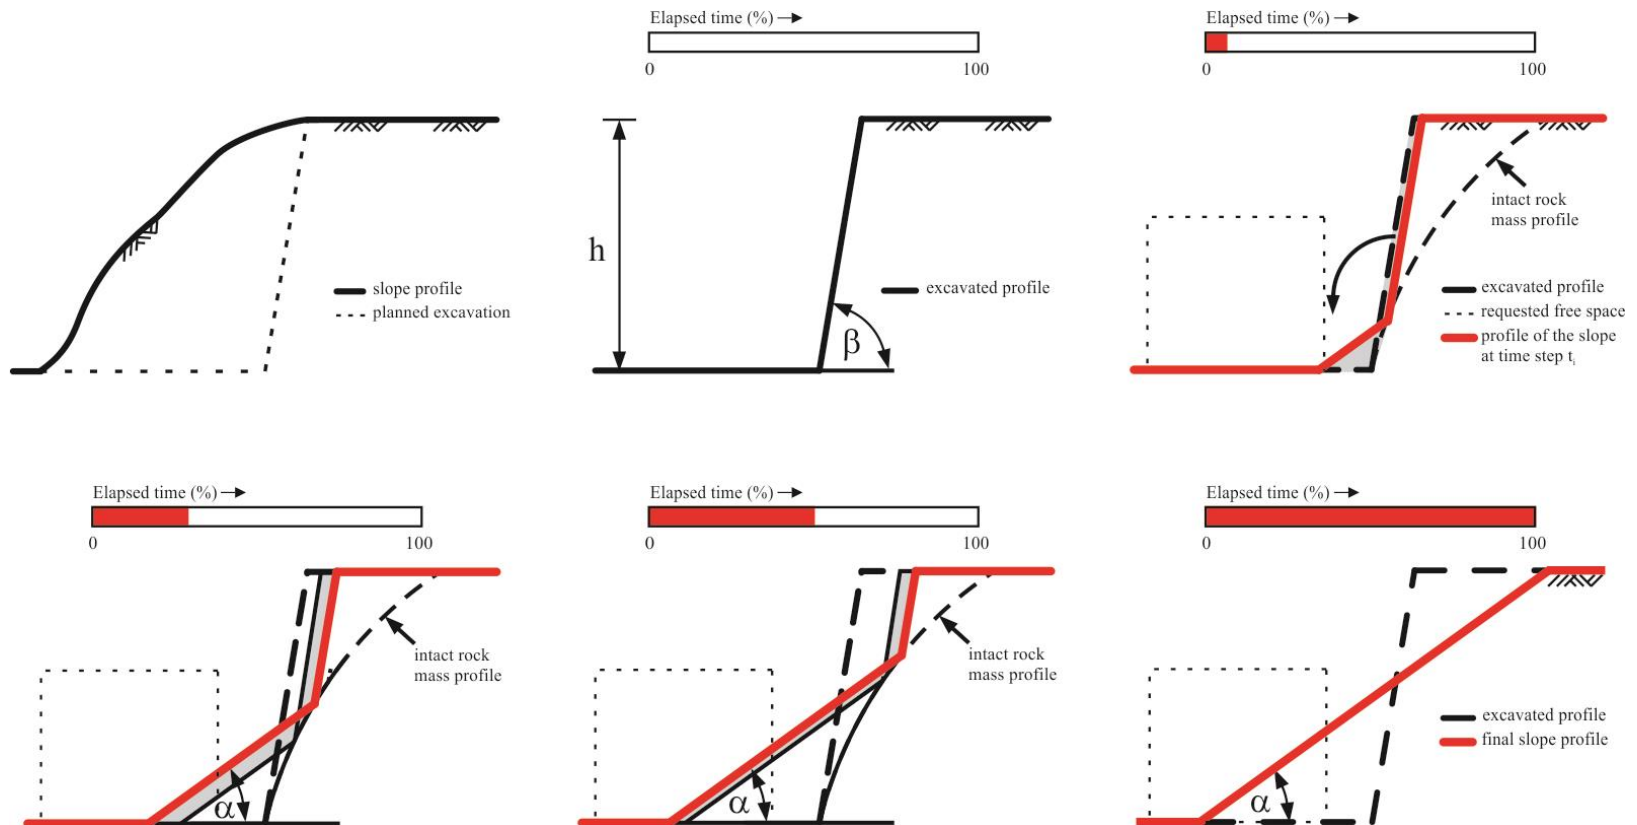 Elapsed time (%)
0 100
h
β
excavated profile
slope profile
planned excavation
Elapsed time (%)
0 100
intact rock
mass profile
excavated profile
requested free space
profile of the slope
at time step tᵢ
Elapsed time (%)
0 100
intact rock
mass profile
α
Elapsed time (%)
0 100
intact rock
mass profile
α
Elapsed time (%)
0 100
excavated profile
final slope profile
α